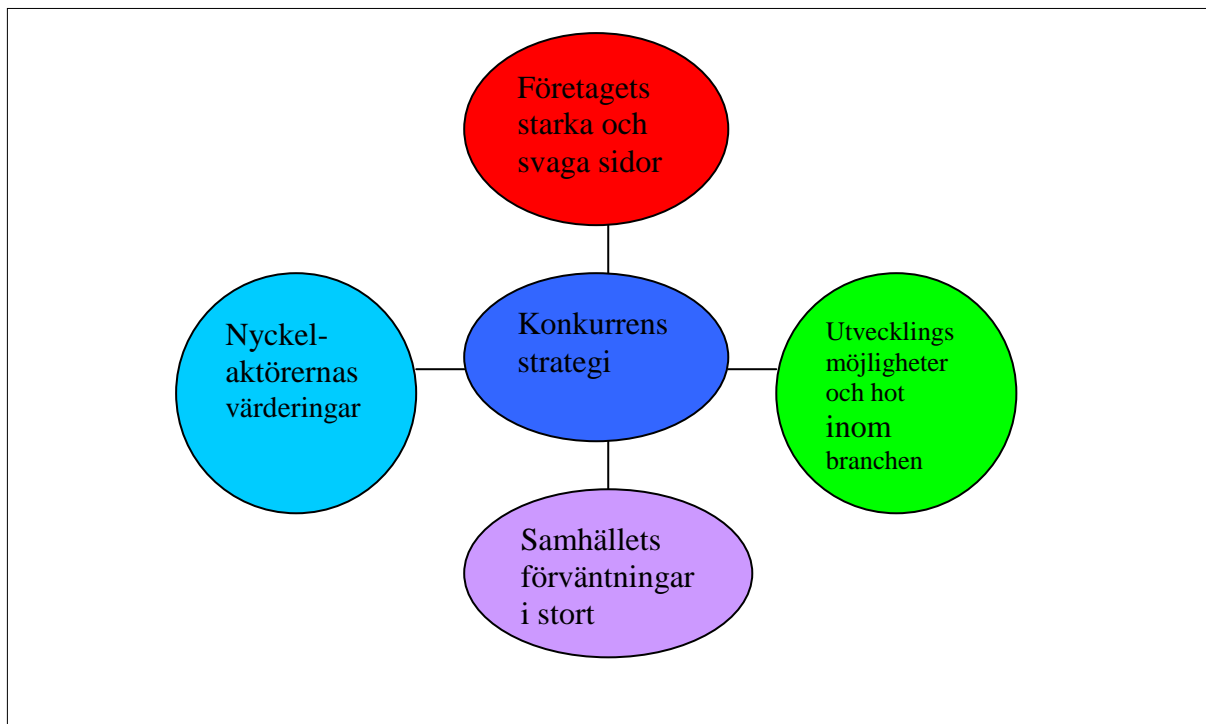 Företagets
starka och
svaga sidor
Nyckel-
aktörernas
värderingar
Konkurrens
strategi
Utvecklings
möjligheter
och hot
inom
branchen
Samhällets
förväntningar
i stort